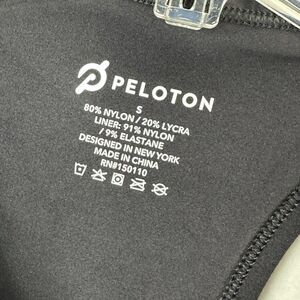 PELOTON
S
80% NYLON / 20% LYCRA
LINER: 91% NYLON
/ 9% ELASTANE
DESIGNED IN NEW YORK
MADE IN CHINA
RN#150110